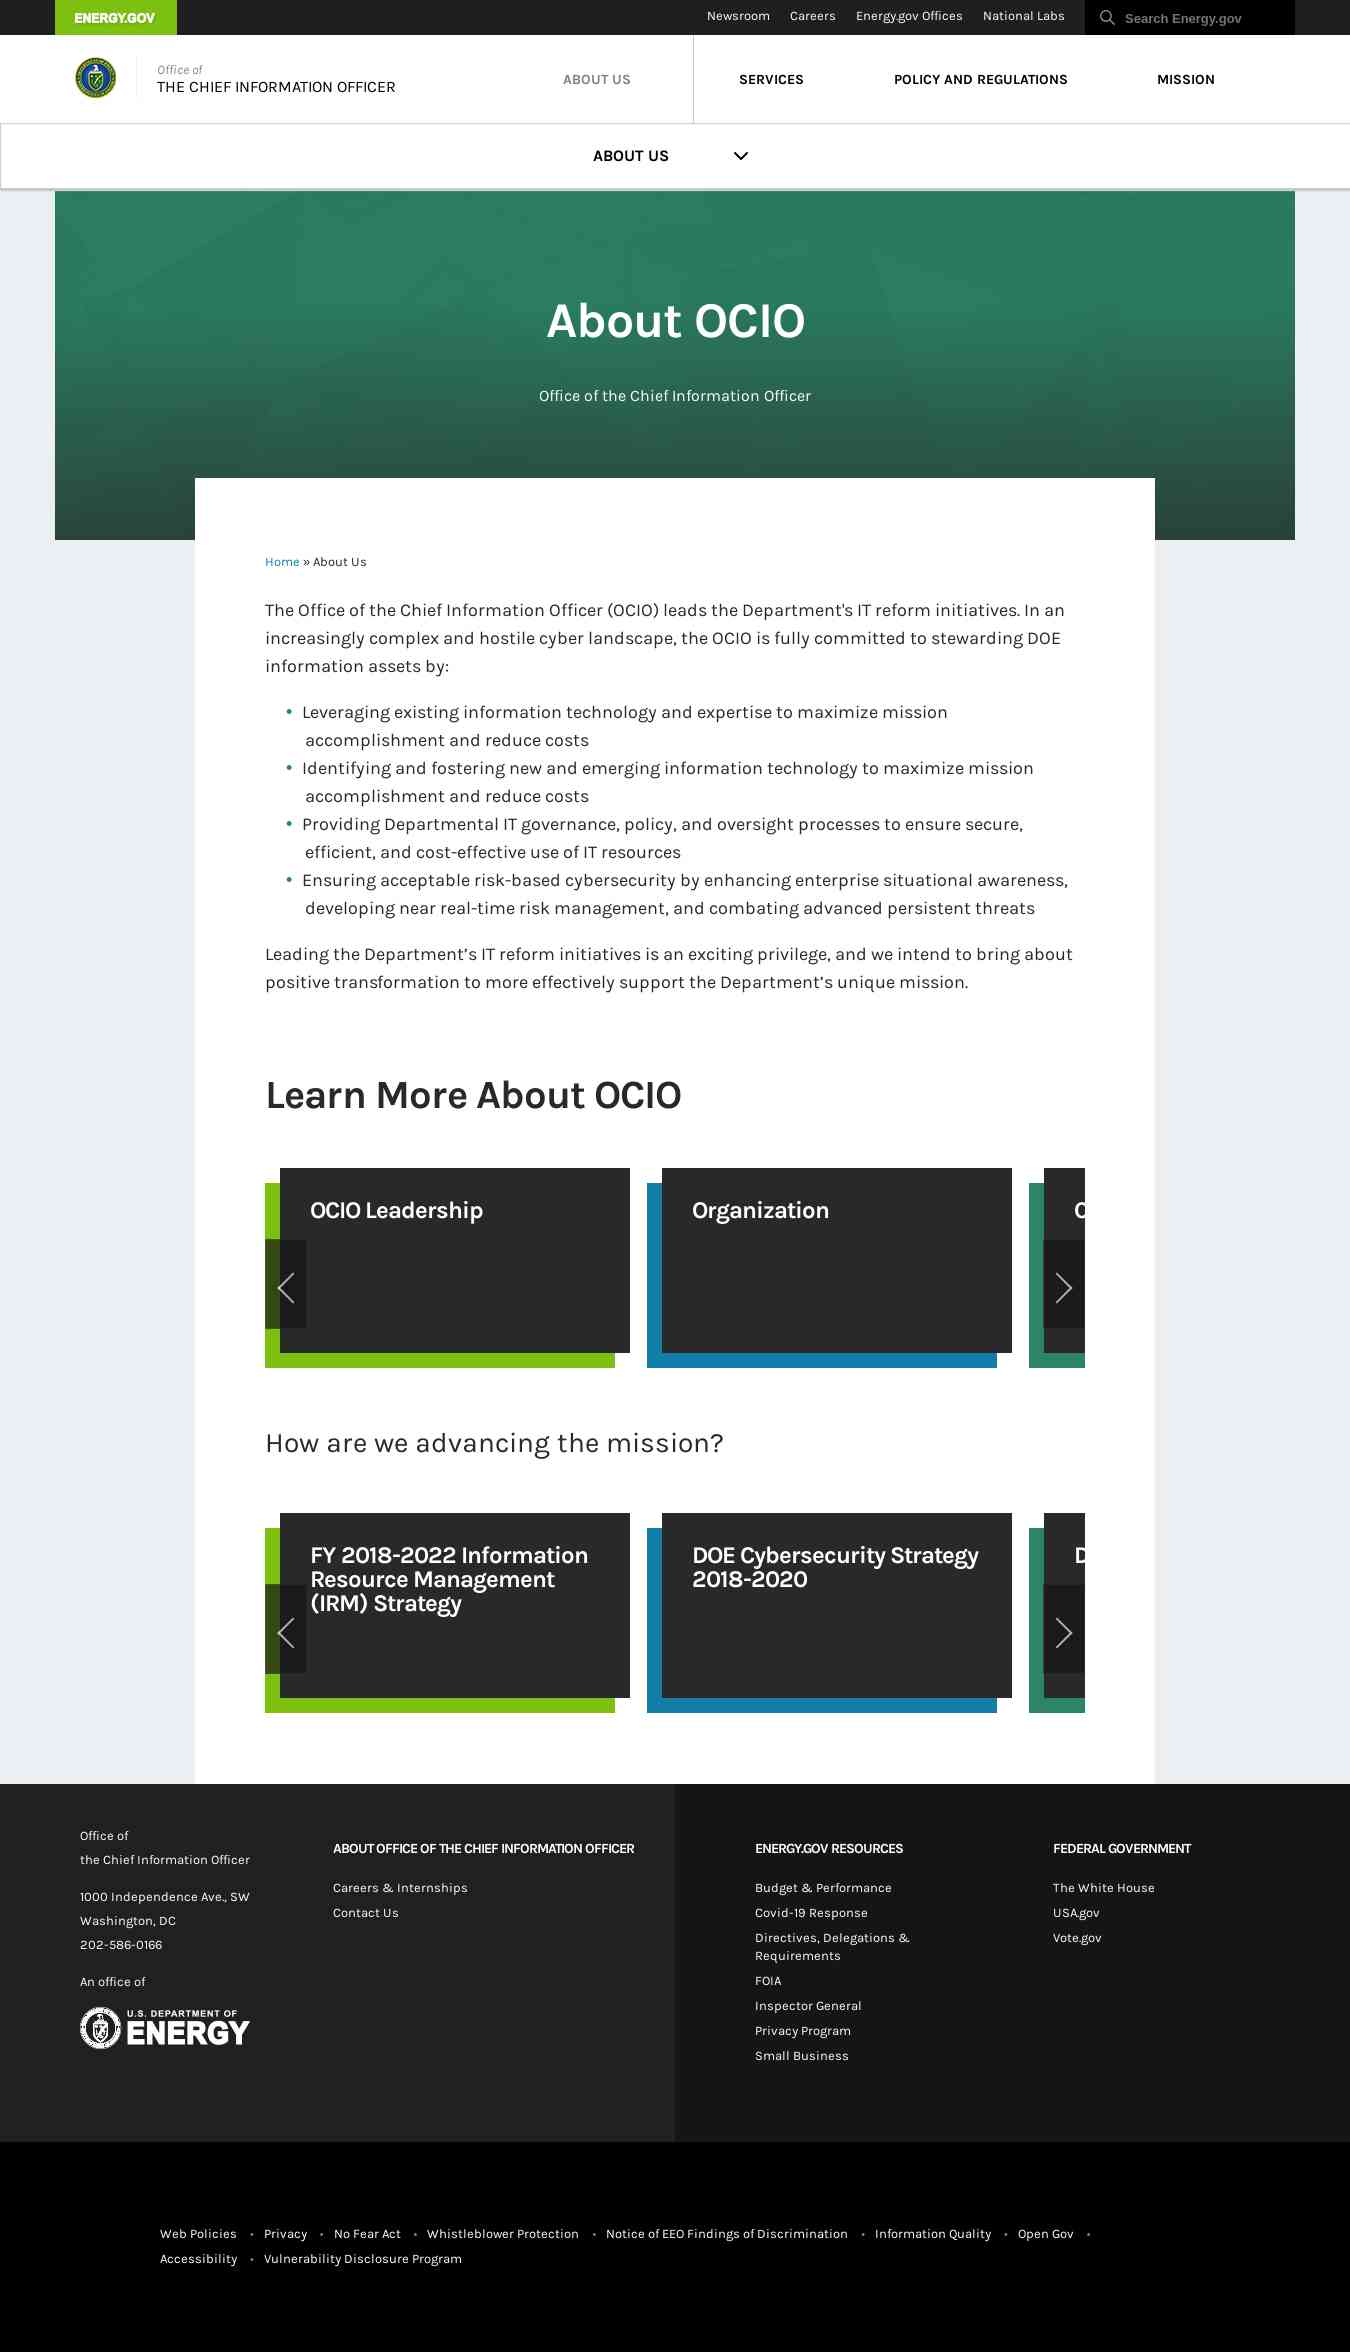 ENERGY.GOV
Newsroom Careers Energy.gov Offices National Labs Search Energy.gov
Office of
THE CHIEF INFORMATION OFFICER
ABOUT US SERVICES POLICY AND REGULATIONS MISSION
ABOUT US
About OCIO
Office of the Chief Information Officer
Home » About Us
The Office of the Chief Information Officer (OCIO) leads the Department's IT reform initiatives. In an
increasingly complex and hostile cyber landscape, the OCIO is fully committed to stewarding DOE
information assets by:
• Leveraging existing information technology and expertise to maximize mission
accomplishment and reduce costs
• Identifying and fostering new and emerging information technology to maximize mission
accomplishment and reduce costs
• Providing Departmental IT governance, policy, and oversight processes to ensure secure,
efficient, and cost-effective use of IT resources
• Ensuring acceptable risk-based cybersecurity by enhancing enterprise situational awareness,
developing near real-time risk management, and combating advanced persistent threats
Leading the Department’s IT reform initiatives is an exciting privilege, and we intend to bring about
positive transformation to more effectively support the Department’s unique mission.
Learn More About OCIO
OCIO Leadership
Organization
How are we advancing the mission?
FY 2018-2022 Information
Resource Management
(IRM) Strategy
DOE Cybersecurity Strategy
2018-2020
Office of
the Chief Information Officer
1000 Independence Ave., SW
Washington, DC
202-586-0166
An office of
U.S. DEPARTMENT OF
ENERGY
ABOUT OFFICE OF THE CHIEF INFORMATION OFFICER
Careers & Internships
Contact Us
ENERGY.GOV RESOURCES
Budget & Performance
Covid-19 Response
Directives, Delegations &
Requirements
FOIA
Inspector General
Privacy Program
Small Business
FEDERAL GOVERNMENT
The White House
USA.gov
Vote.gov
Web Policies • Privacy • No Fear Act • Whistleblower Protection • Notice of EEO Findings of Discrimination • Information Quality • Open Gov •
Accessibility • Vulnerability Disclosure Program